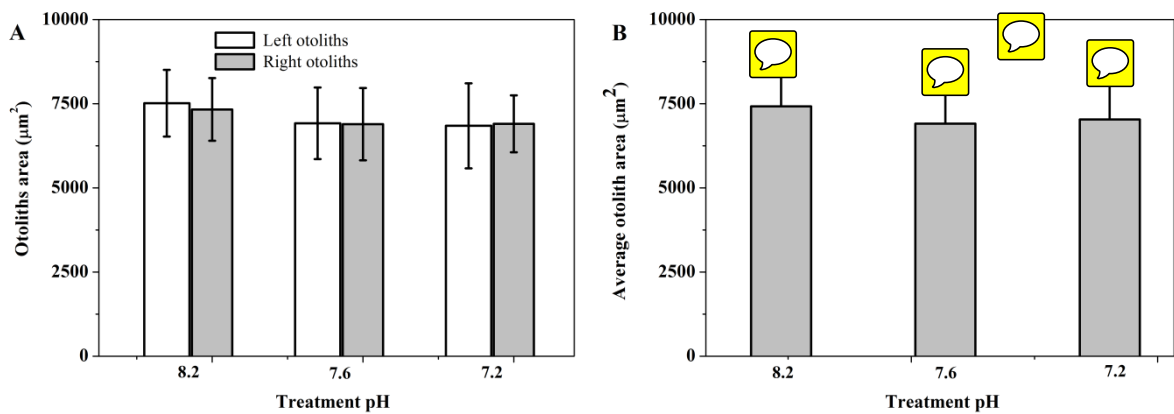 A
Left otoliths
Right otoliths
10000
7500
5000
2500
0
Otoliths area (μm²)
8.2
7.6
7.2
Treatment pH
B
10000
7500
5000
2500
0
Average otolith area (μm²)
8.2
7.6
7.2
Treatment pH